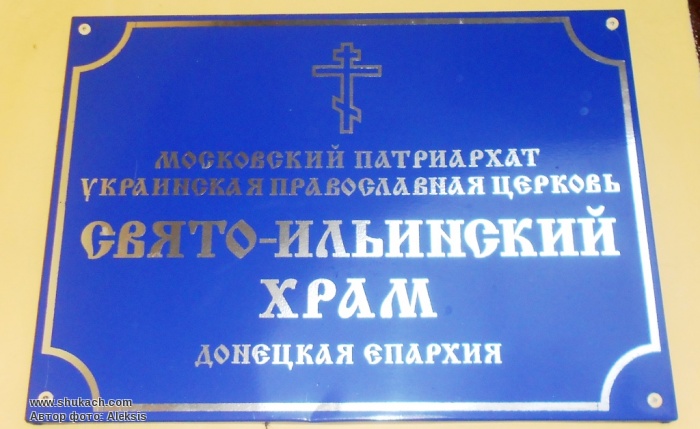 МОСКОВСКИЙ ПАТРИАРХАТ
УКРАИНСКАЯ ПРАВОСЛАВНАЯ ЦЕРКОВЬ
СВЯТО-ИЛЬИНСКИЙ
ХРАМ
ДОНЕЦКАЯ ЕПАРХИЯ
www.shukach.com
Автор фото: Aleksis